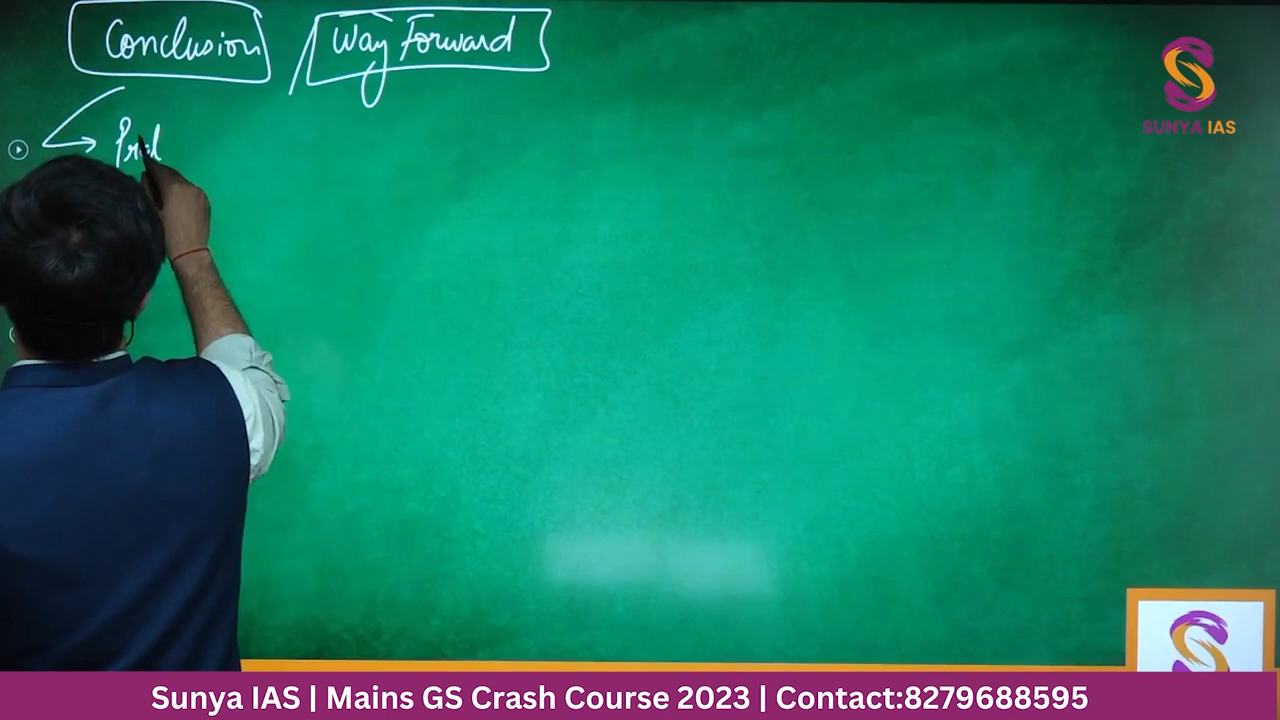 Conclusion / Way Forward
SUNYA IAS
Sunya IAS | Mains GS Crash Course 2023 | Contact:8279688595